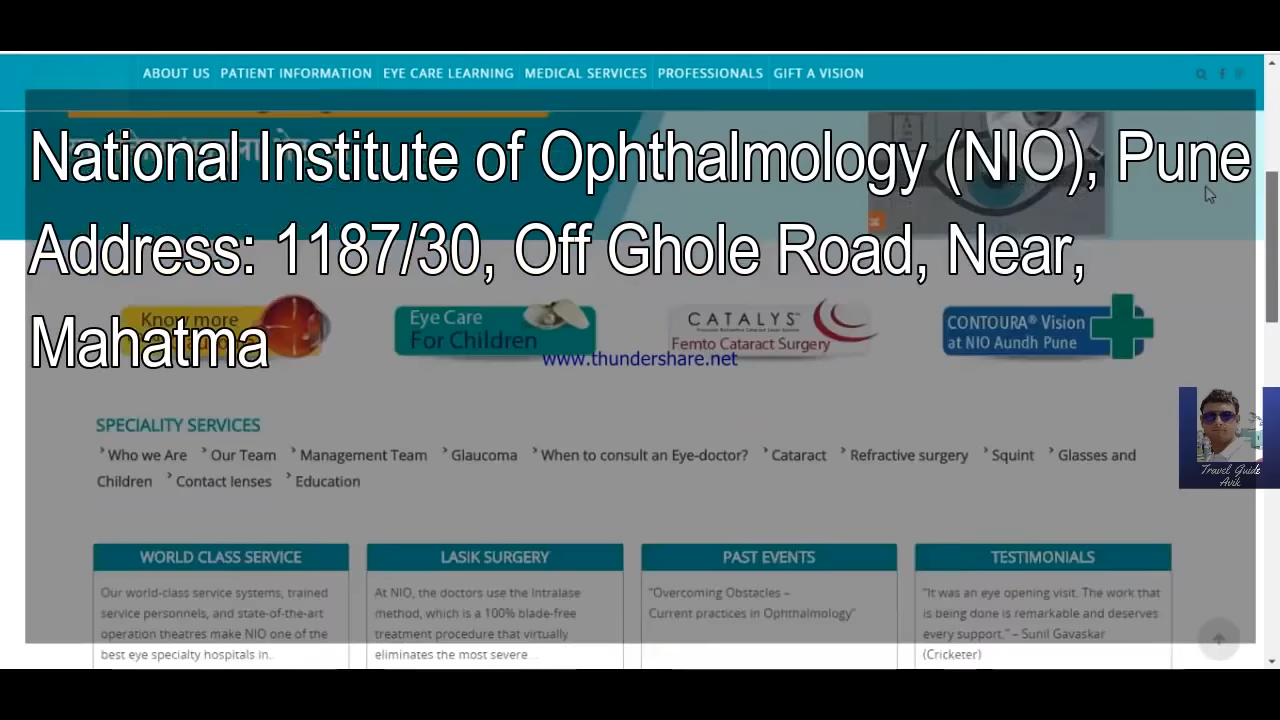 ABOUT US PATIENT INFORMATION EYE CARE LEARNING MEDICAL SERVICES PROFESSIONALS GIFT A VISION
National Institute of Ophthalmology (NIO), Pune
Address: 1187/30, Off Ghole Road, Near,
Mahatma
Know more
Eye Care
For Children
CATALYS™
Femto Cataract Surgery
CONTOURA® Vision
at NIO Aundh Pune
www.thundershare.net
Travel Guide
Avik
SPECIALITY SERVICES
Who we Are Our Team Management Team Glaucoma When to consult an Eye-doctor? Cataract Refractive surgery Squint Glasses and
Children Contact lenses Education
WORLD CLASS SERVICE
Our world-class service systems, trained
service personnels, and state-of-the-art
operation theatres make NIO one of the
best eye specialty hospitals in..
LASIK SURGERY
At NIO, the doctors use the Intralase
method, which is a 100% blade-free
treatment procedure that virtually
eliminates the most severe...
PAST EVENTS
"Overcoming Obstacles –
Current practices in Ophthalmology"
TESTIMONIALS
"It was an eye opening visit. The work that
is being done is remarkable and deserves
every support." – Sunil Gavaskar
(Cricketer)